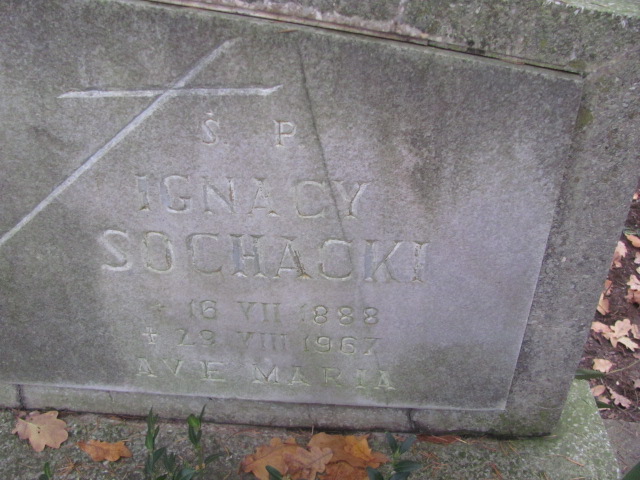 Ś. P.
IGNACY
SOCHACKI
* 16 VII 1888
+ 29 VIII 1967
AVE MARIA